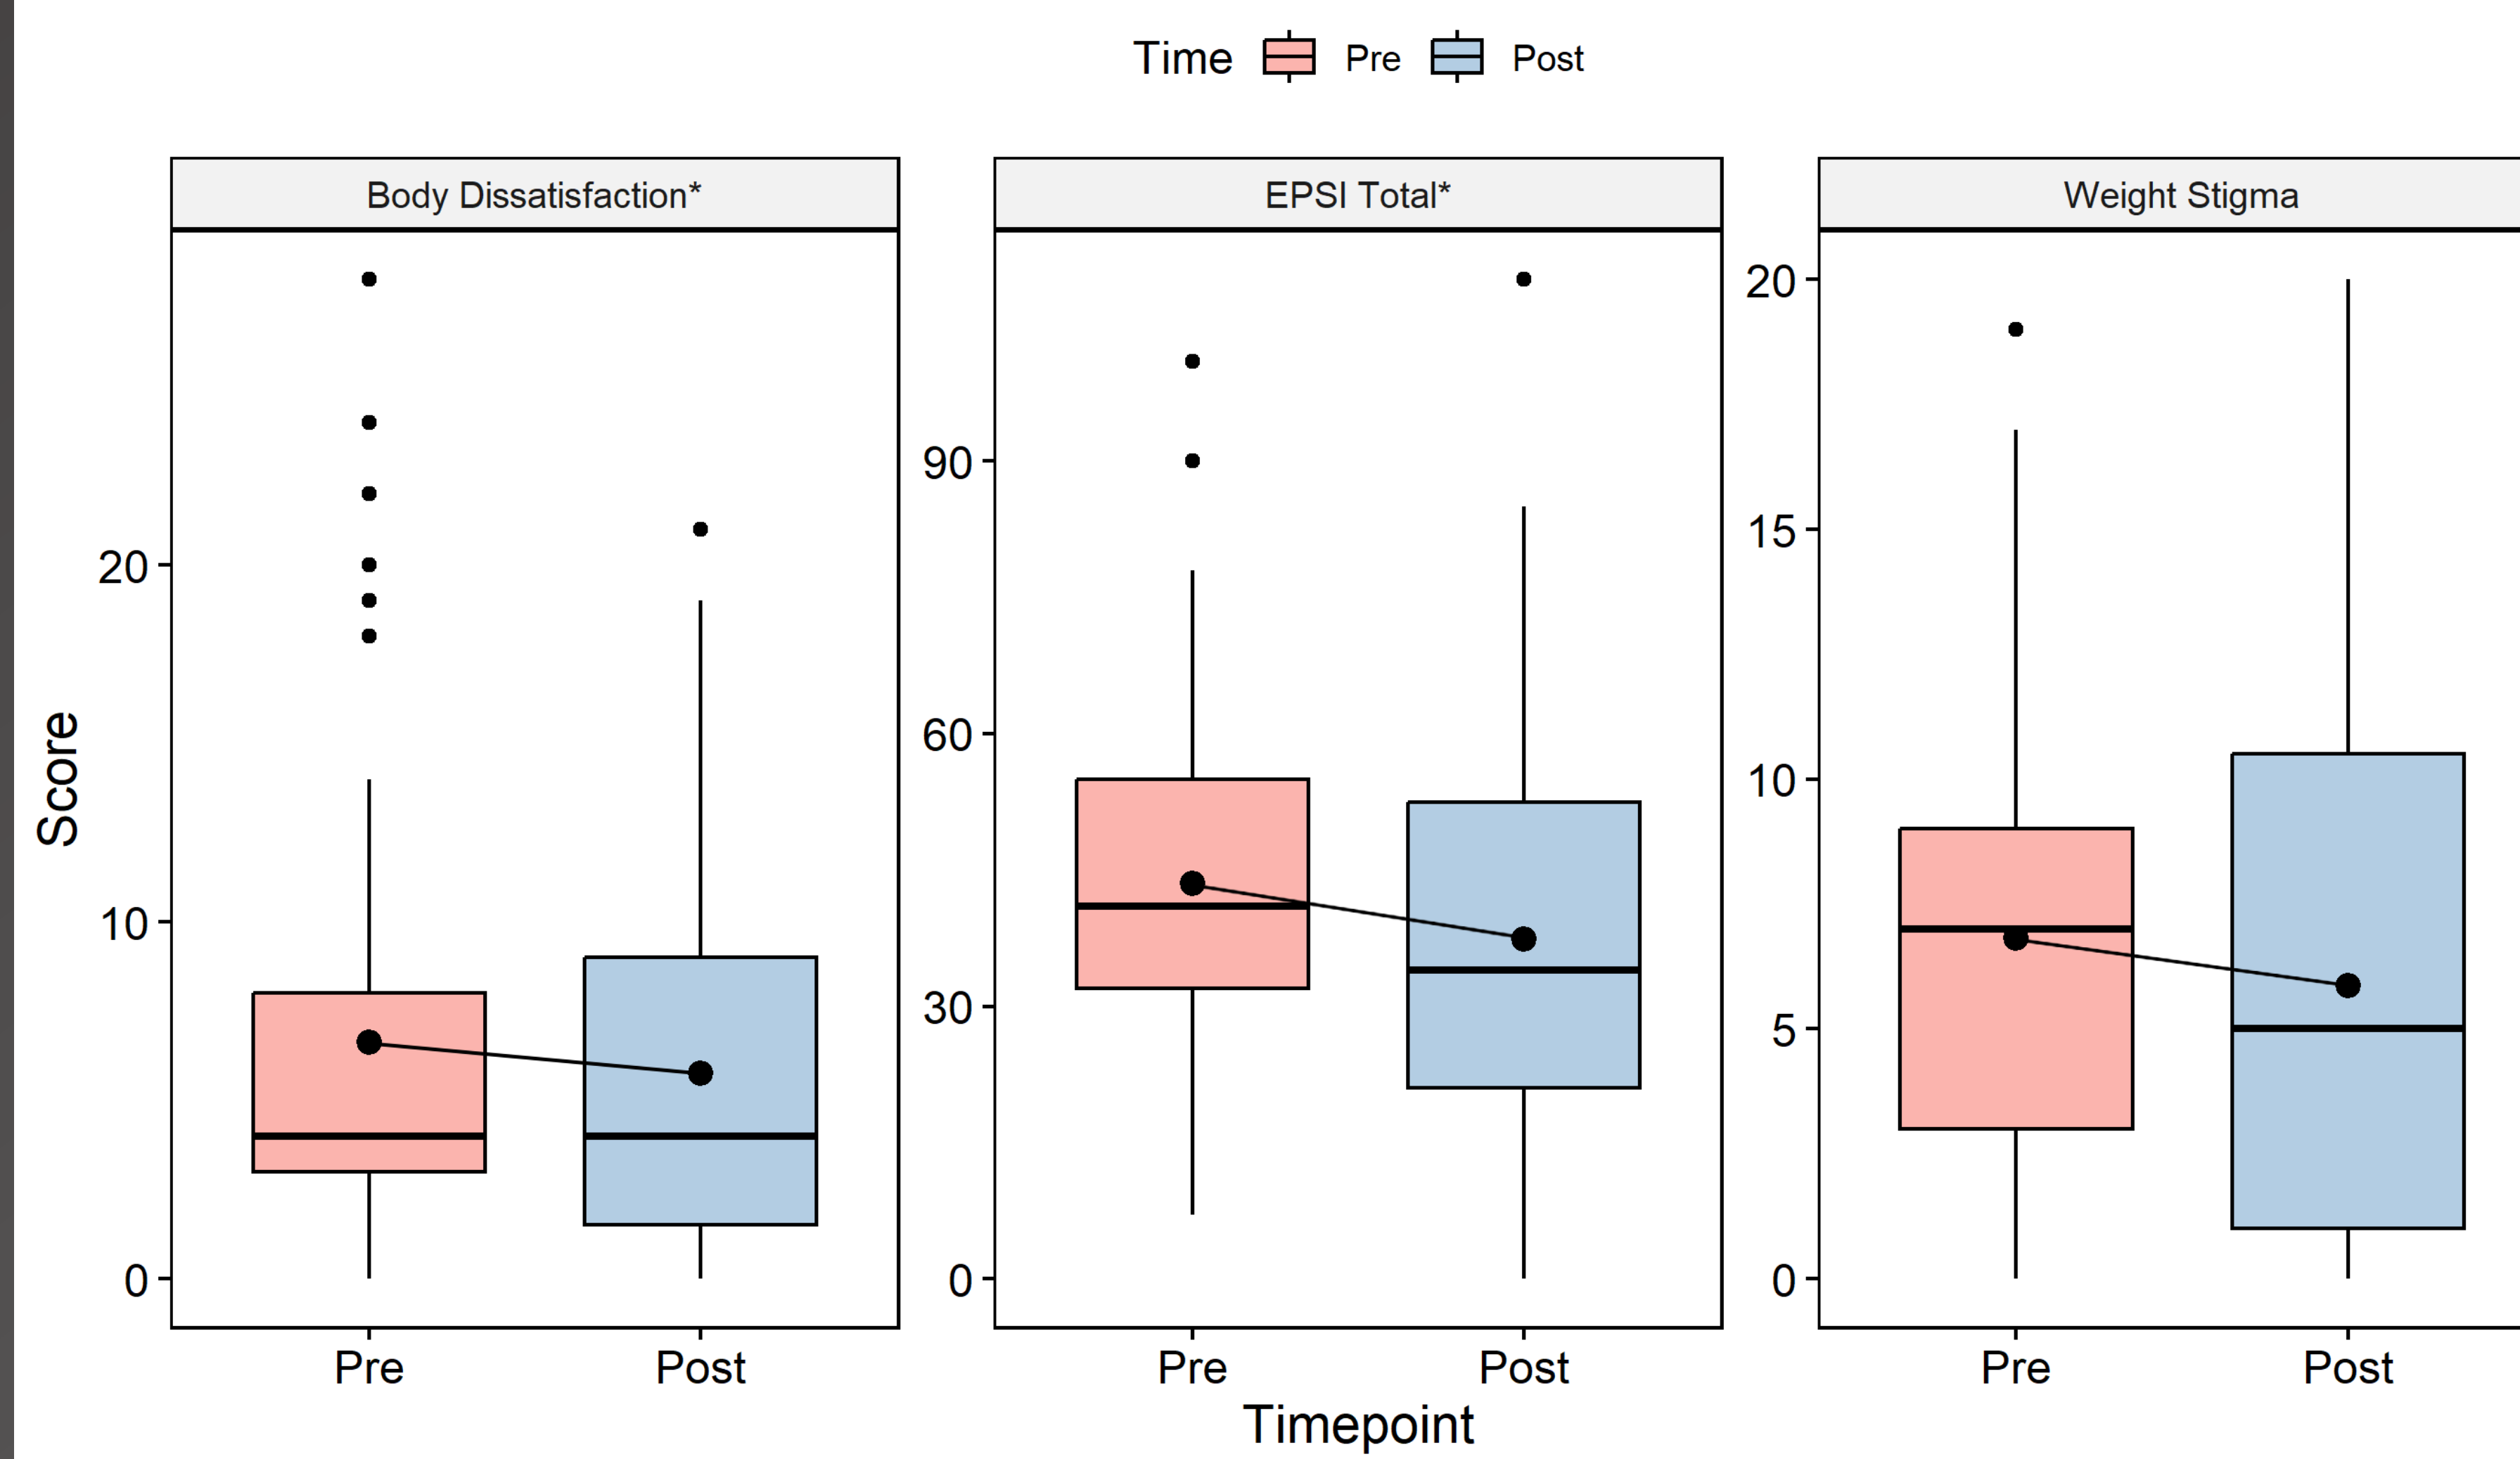 Time Pre Post
Body Dissatisfaction*
EPSI Total*
Weight Stigma
Score
20
10
0
90
60
30
0
20
15
10
5
0
Pre Post
Pre Post
Pre Post
Timepoint